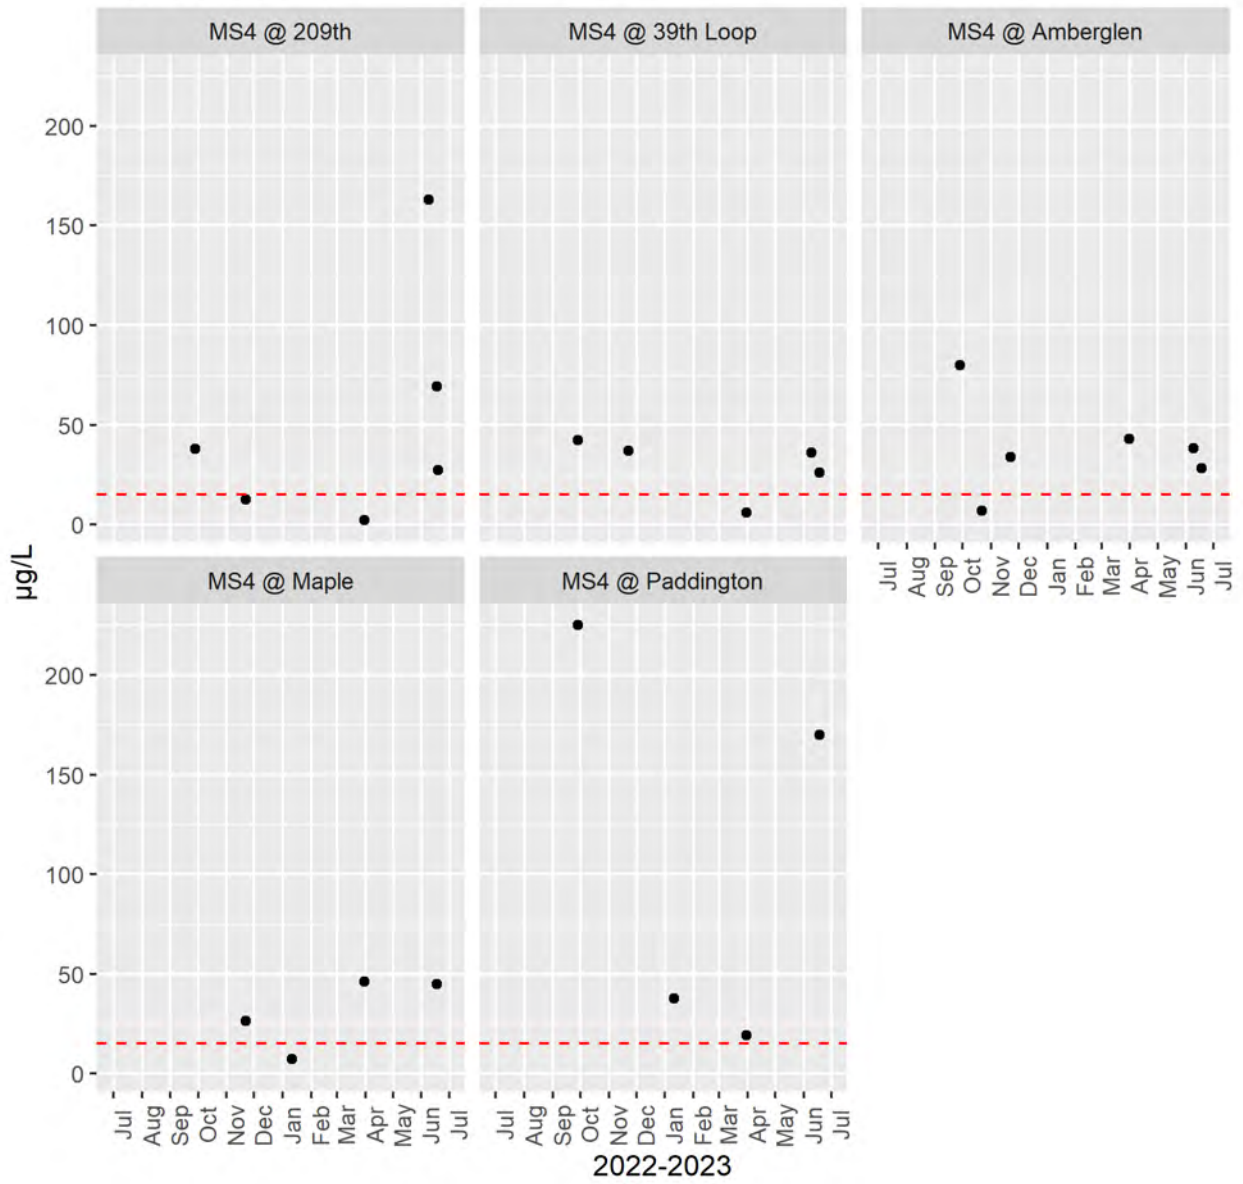 MS4 @ 209th MS4 @ 39th Loop MS4 @ Amberglen
200
150
100
50
0
Jul Aug Sep Oct Nov Dec Jan Feb Mar Apr May Jun Jul
µg/L
MS4 @ Maple MS4 @ Paddington
200
150
100
50
0
Jul Aug Sep Oct Nov Dec Jan Feb Mar Apr May Jun Jul
Jul Aug Sep Oct Nov Dec Jan Feb Mar Apr May Jun Jul
2022-2023